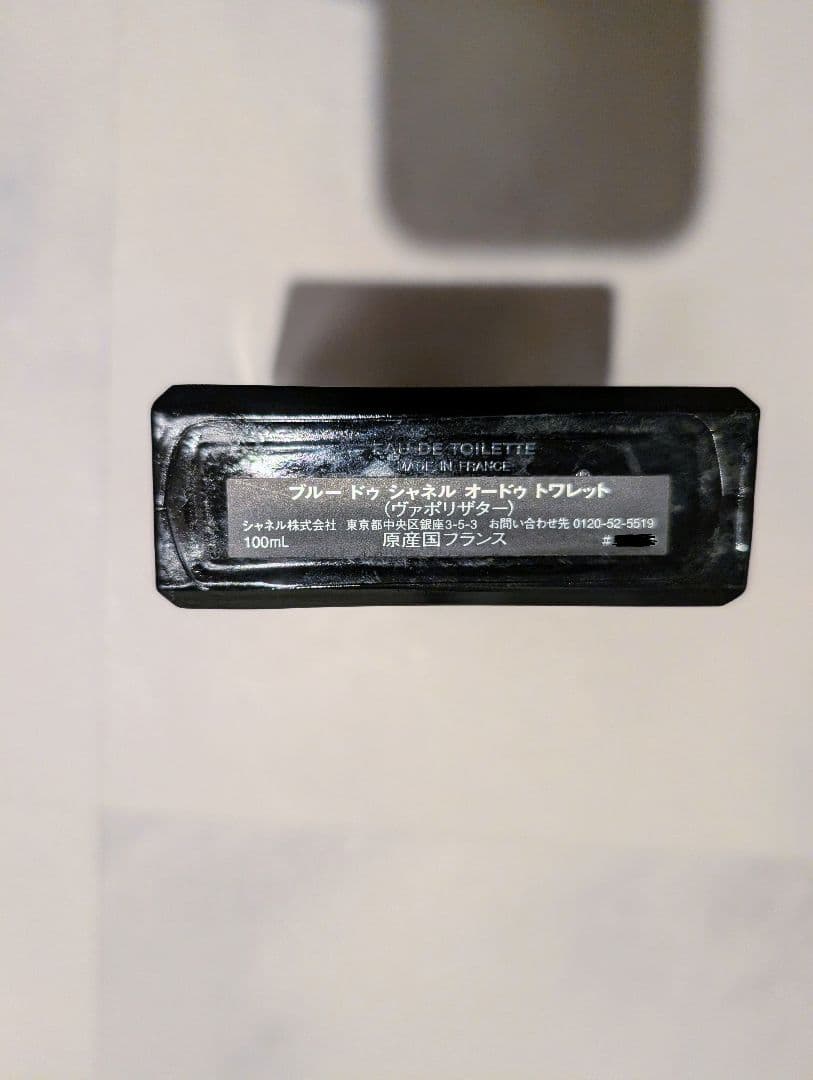 EAU DE TOILETTE
MADE IN FRANCE
ブルー ドゥ シャネル オードゥ トワレット
(ヴァポリザター)
シャネル株式会社 東京都中央区銀座3-5-3 お問い合わせ先 0120-52-5519
100mL 原産国フランス #